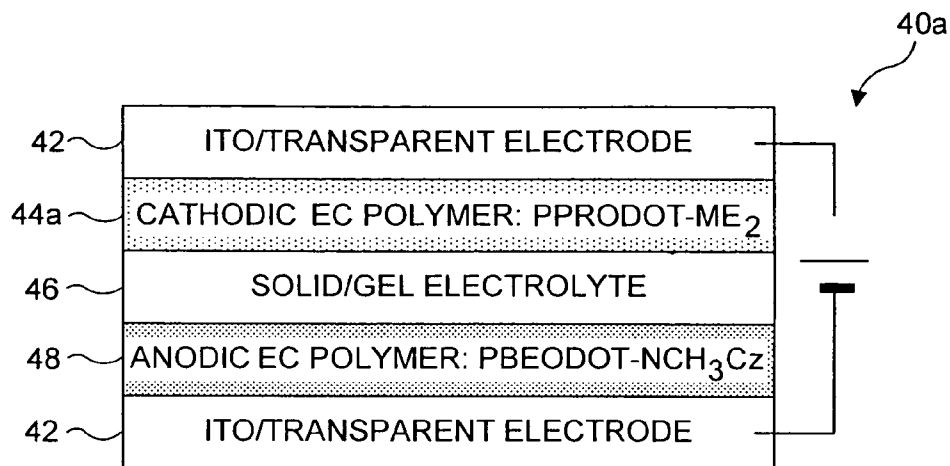 40a
42 ITO/TRANSPARENT ELECTRODE
44a CATHODIC EC POLYMER: PPRODOT-ME₂
46 SOLID/GEL ELECTROLYTE
48 ANODIC EC POLYMER: PBEODOT-NCH₃Cz
42 ITO/TRANSPARENT ELECTRODE